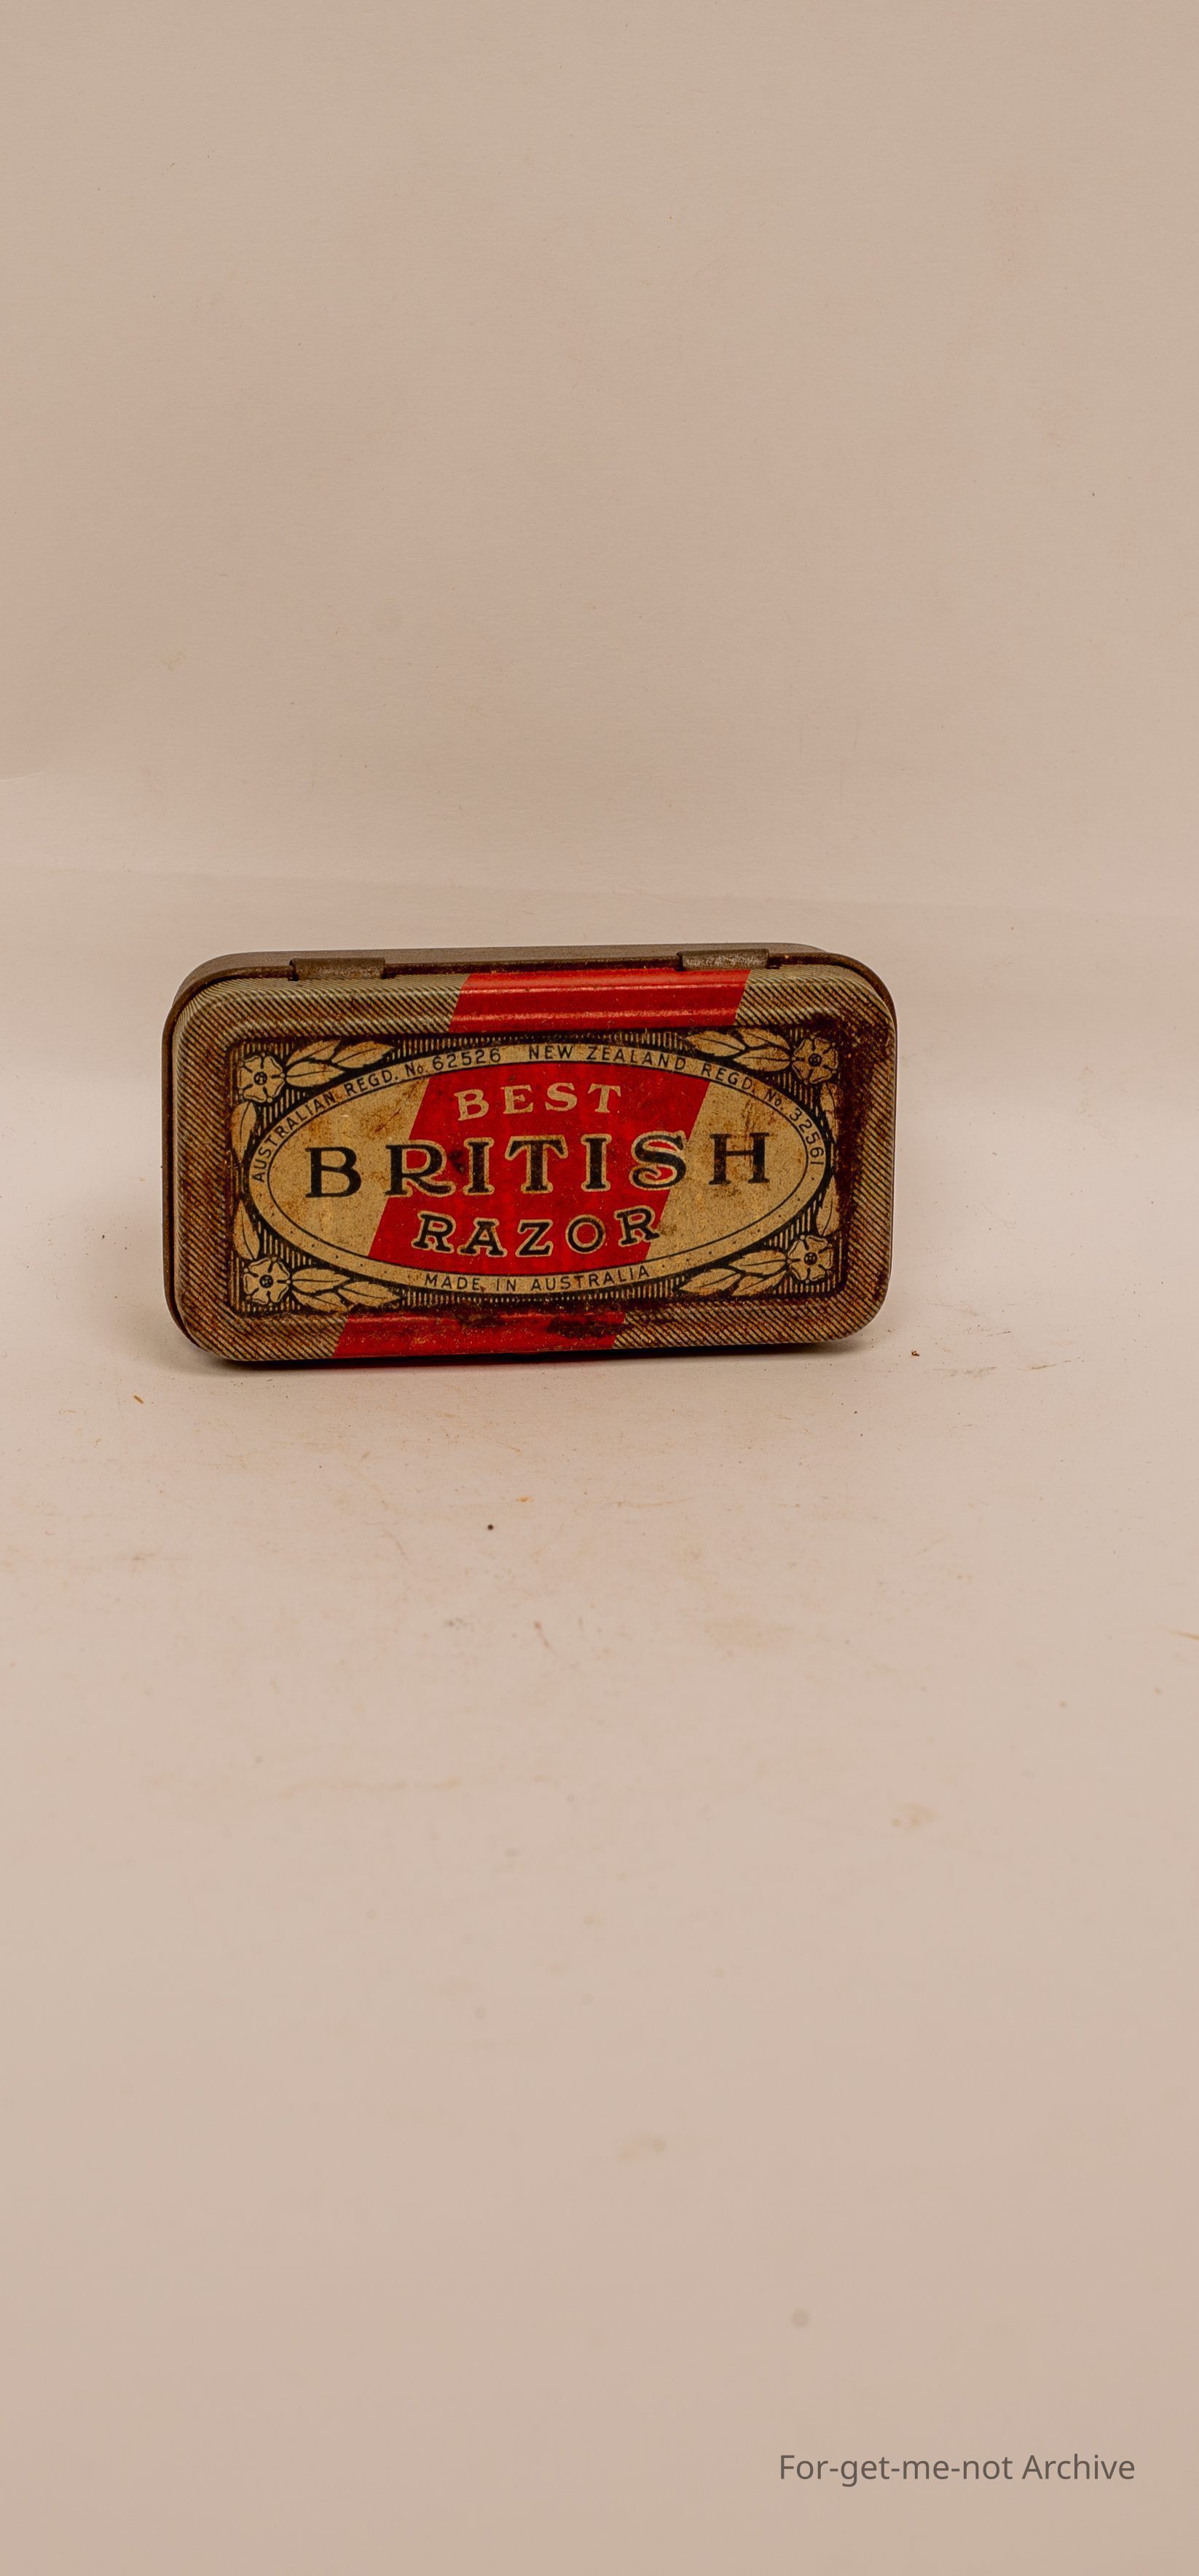 AUSTRALIAN REGD. No 62526 NEW ZEALAND REGD. No. 32561
BEST
BRITISH
RAZOR
MADE IN AUSTRALIA
For-get-me-not Archive